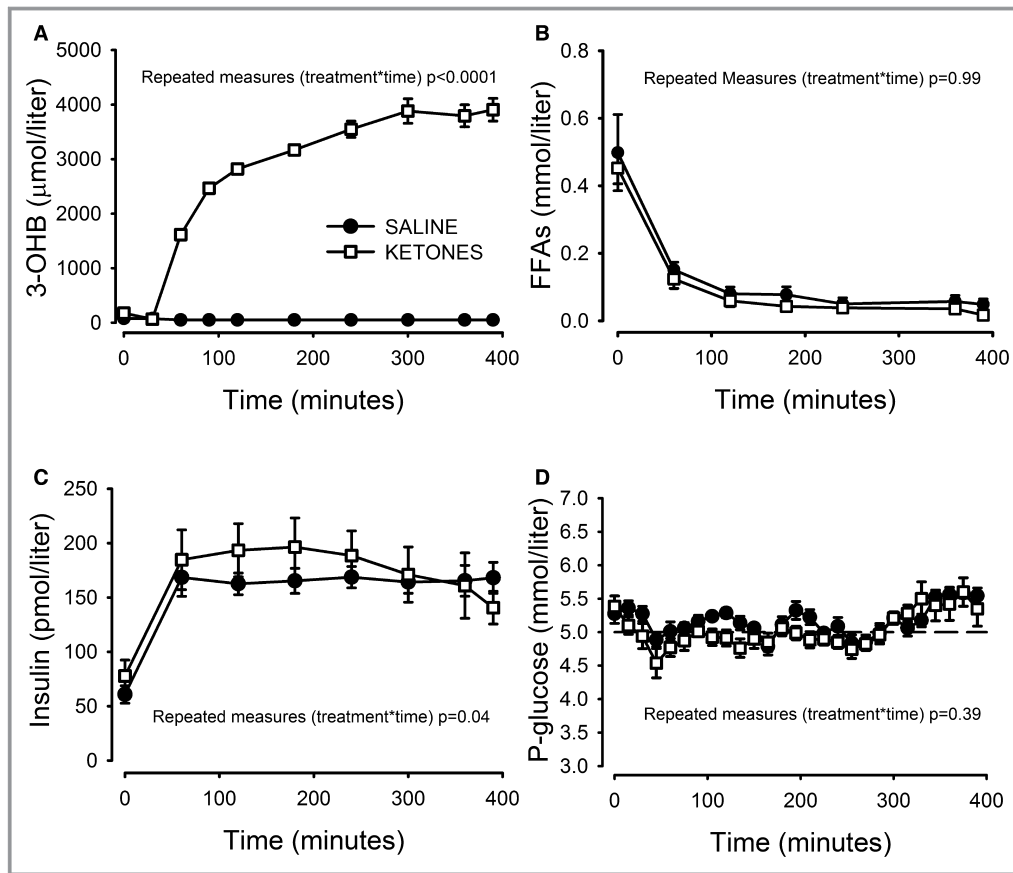 A
Repeated measures (treatment*time) p<0.0001
3-OHB (μmol/liter)
5000
4000
3000
2000
1000
0
SALINE
KETONES
0 100 200 300 400
Time (minutes)
B
Repeated Measures (treatment*time) p=0.99
FFAs (mmol/liter)
0.8
0.6
0.4
0.2
0.0
0 100 200 300 400
Time (minutes)
C
Insulin (pmol/liter)
250
200
150
100
50
0
Repeated measures (treatment*time) p=0.04
0 100 200 300 400
Time (minutes)
D
P-glucose (mmol/liter)
7.0
6.5
6.0
5.5
5.0
4.5
4.0
3.5
3.0
Repeated measures (treatment*time) p=0.39
0 100 200 300 400
Time (minutes)